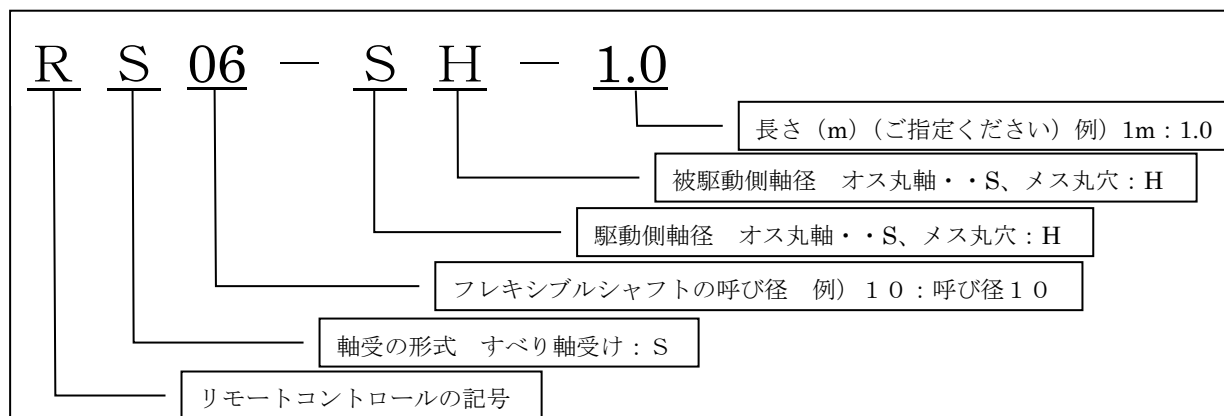 RS06－SH－1.0
長さ（m）（ご指定ください）例）1m：1.0
被駆動側軸径　オス丸軸・・S、メス丸穴：H
駆動側軸径　オス丸軸・・S、メス丸穴：H
フレキシブルシャフトの呼び径　例）１０：呼び径１０
軸受の形式　すべり軸受け：Ｓ
リモートコントロールの記号